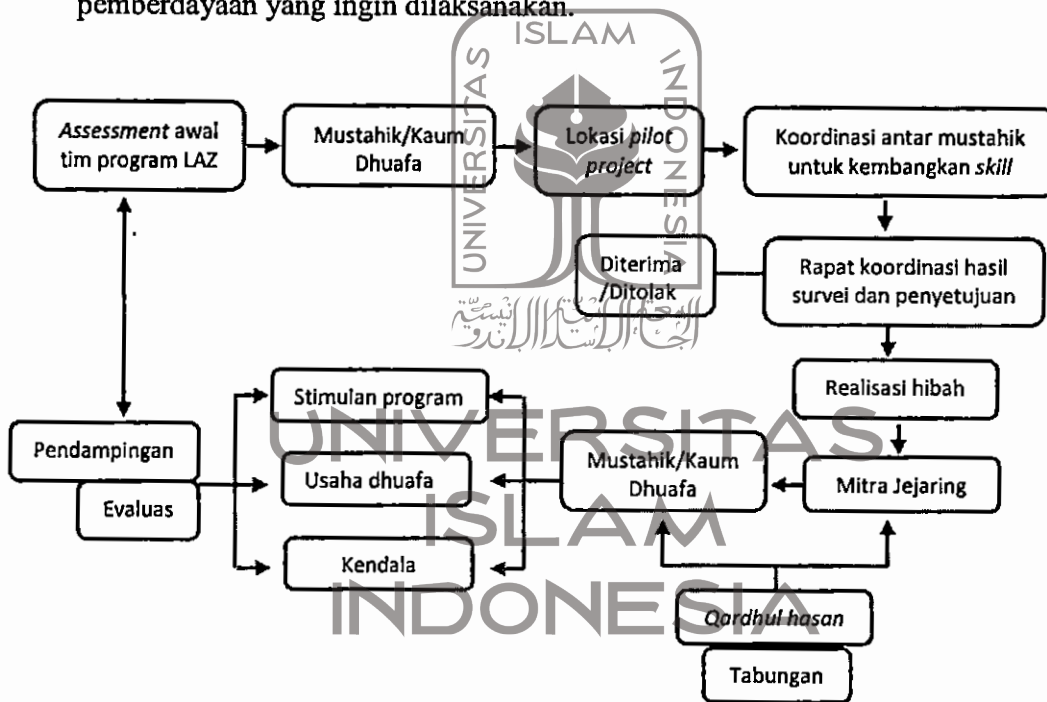 pemberdayaan yang ingin dilaksanakan.
Assessment awal
tim program LAZ
Mustahik/Kaum
Dhuafa
Lokasi pilot
project
Koordinasi antar mustahik
untuk kembangkan skill
Diterima
/Ditolak
Rapat koordinasi hasil
survei dan penyetujuan
Realisasi hibah
Stimulan program
Pendampingan
Evaluas
Usaha dhuafa
Mustahik/Kaum
Dhuafa
Mitra Jejaring
Kendala
Qardhul hasan
Tabungan
ISLAM
UNIVERSITAS
INDONESIA
UNIVERSITAS
ISLAM
INDONESIA